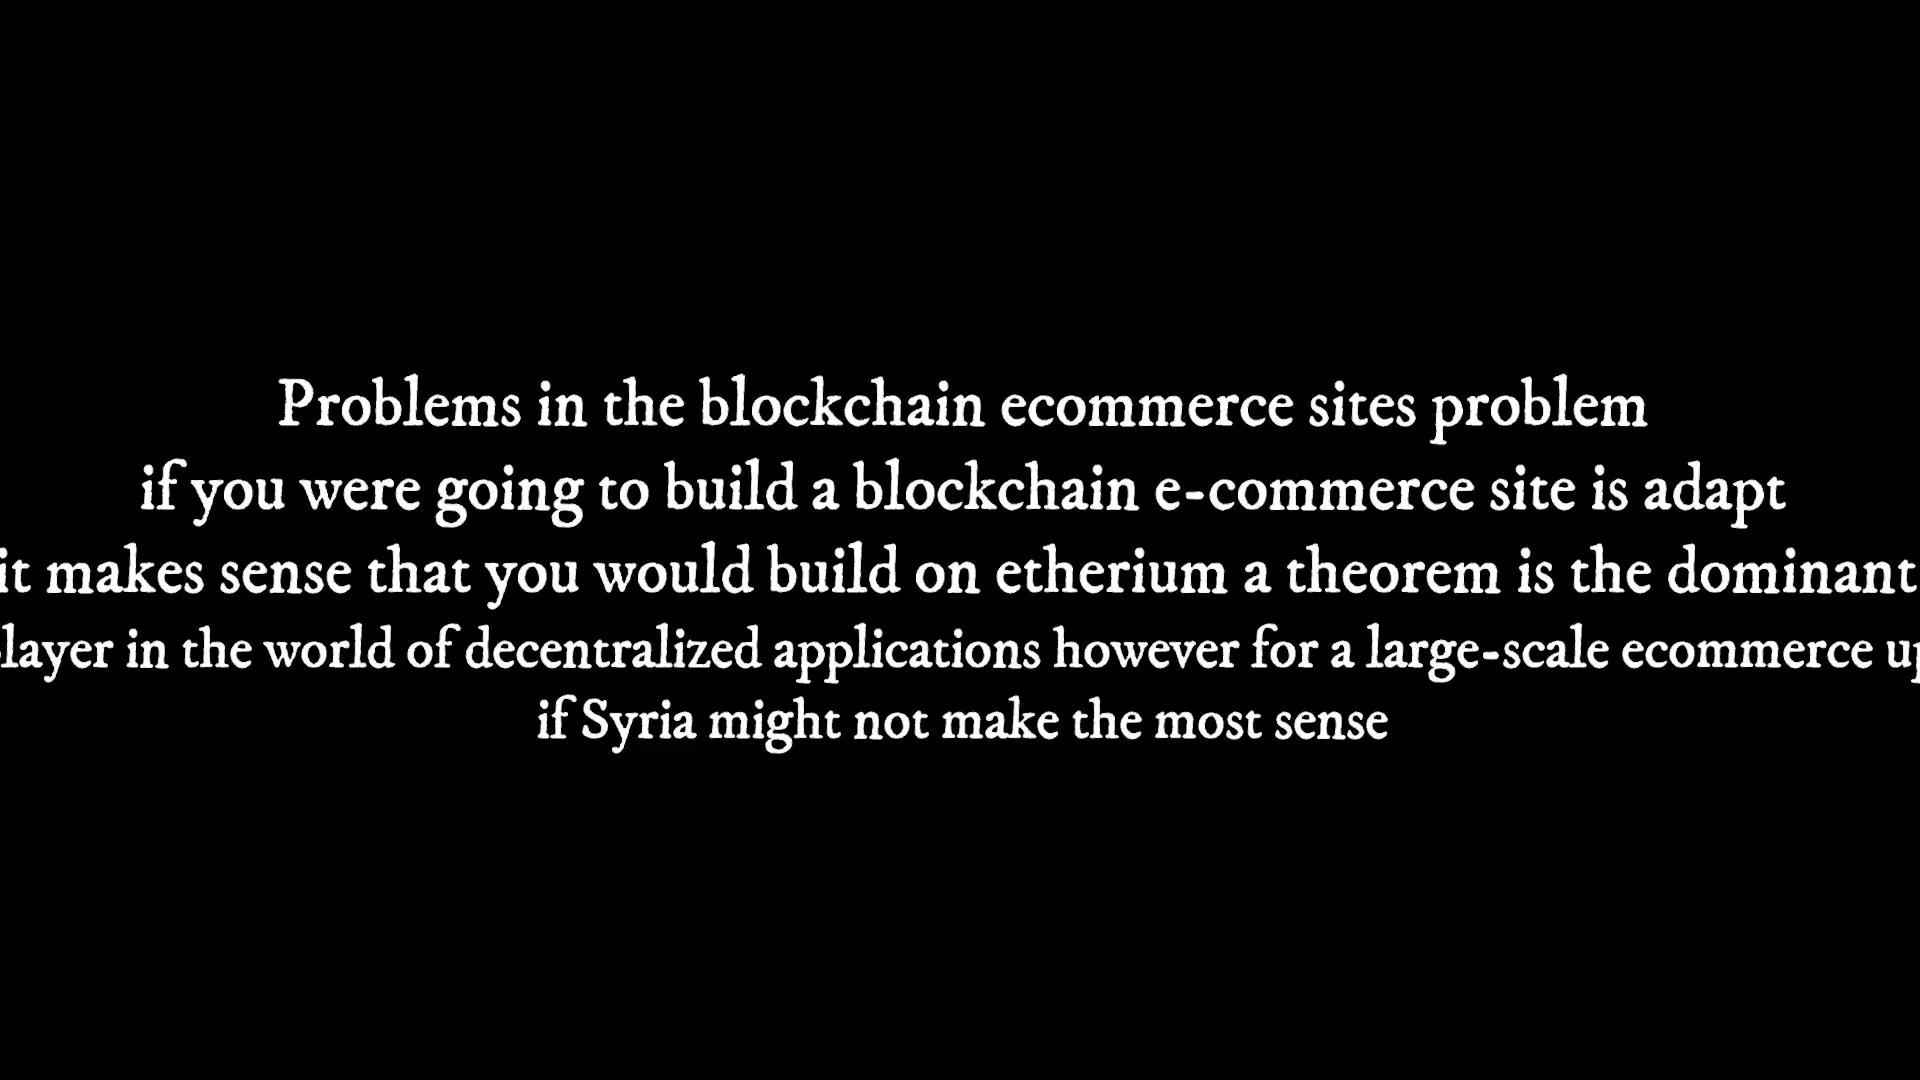 Problems in the blockchain ecommerce sites problem
if you were going to build a blockchain e-commerce site is adapt
it makes sense that you would build on etherium a theorem is the dominant
layer in the world of decentralized applications however for a large-scale ecommerce up
if Syria might not make the most sense